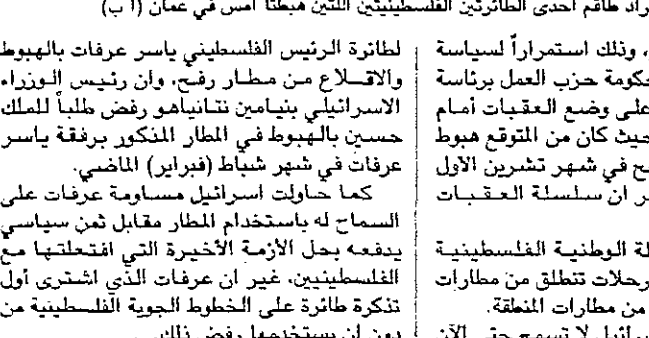 راد طاقم احدى الطائرتين الفلسطينيتين اللتين هبطتا امس في عمان (ا ب)
، وذلك استمراراً لسياسة
حكومة حزب العمل برئاسة
على وضع العقبات أمام
حيث كان من المتوقع هبوط
ح في شهر تشرين الأول
ر ان سلسلة العقبات
لة الوطنية الفلسطينية
رحلات تنطلق من مطارات
من مطارات المنطقة.
رائيل لا تسمح حتى الآن
لطائرة الرئيس الفلسطيني ياسر عرفات بالهبوط
والاقلاع من مطار رفح، وان رئيس الوزراء
الاسرائيلي بنيامين نتانياهو رفض طلباً للملك
حسين بالهبوط في المطار المذكور برفقة ياسر
عرفات في شهر شباط (فبراير) الماضي.
كما حاولت اسرائيل مساومة عرفات على
السماح له باستخدام المطار مقابل ثمن سياسي
يدفعه بحل الأزمة الأخيرة التي افتعلتها مع
الفلسطينيين، غير ان عرفات الذي اشترى أول
تذكرة طائرة على الخطوط الجوية الفلسطينية من
دون ان يستخدمها رفض ذلك.